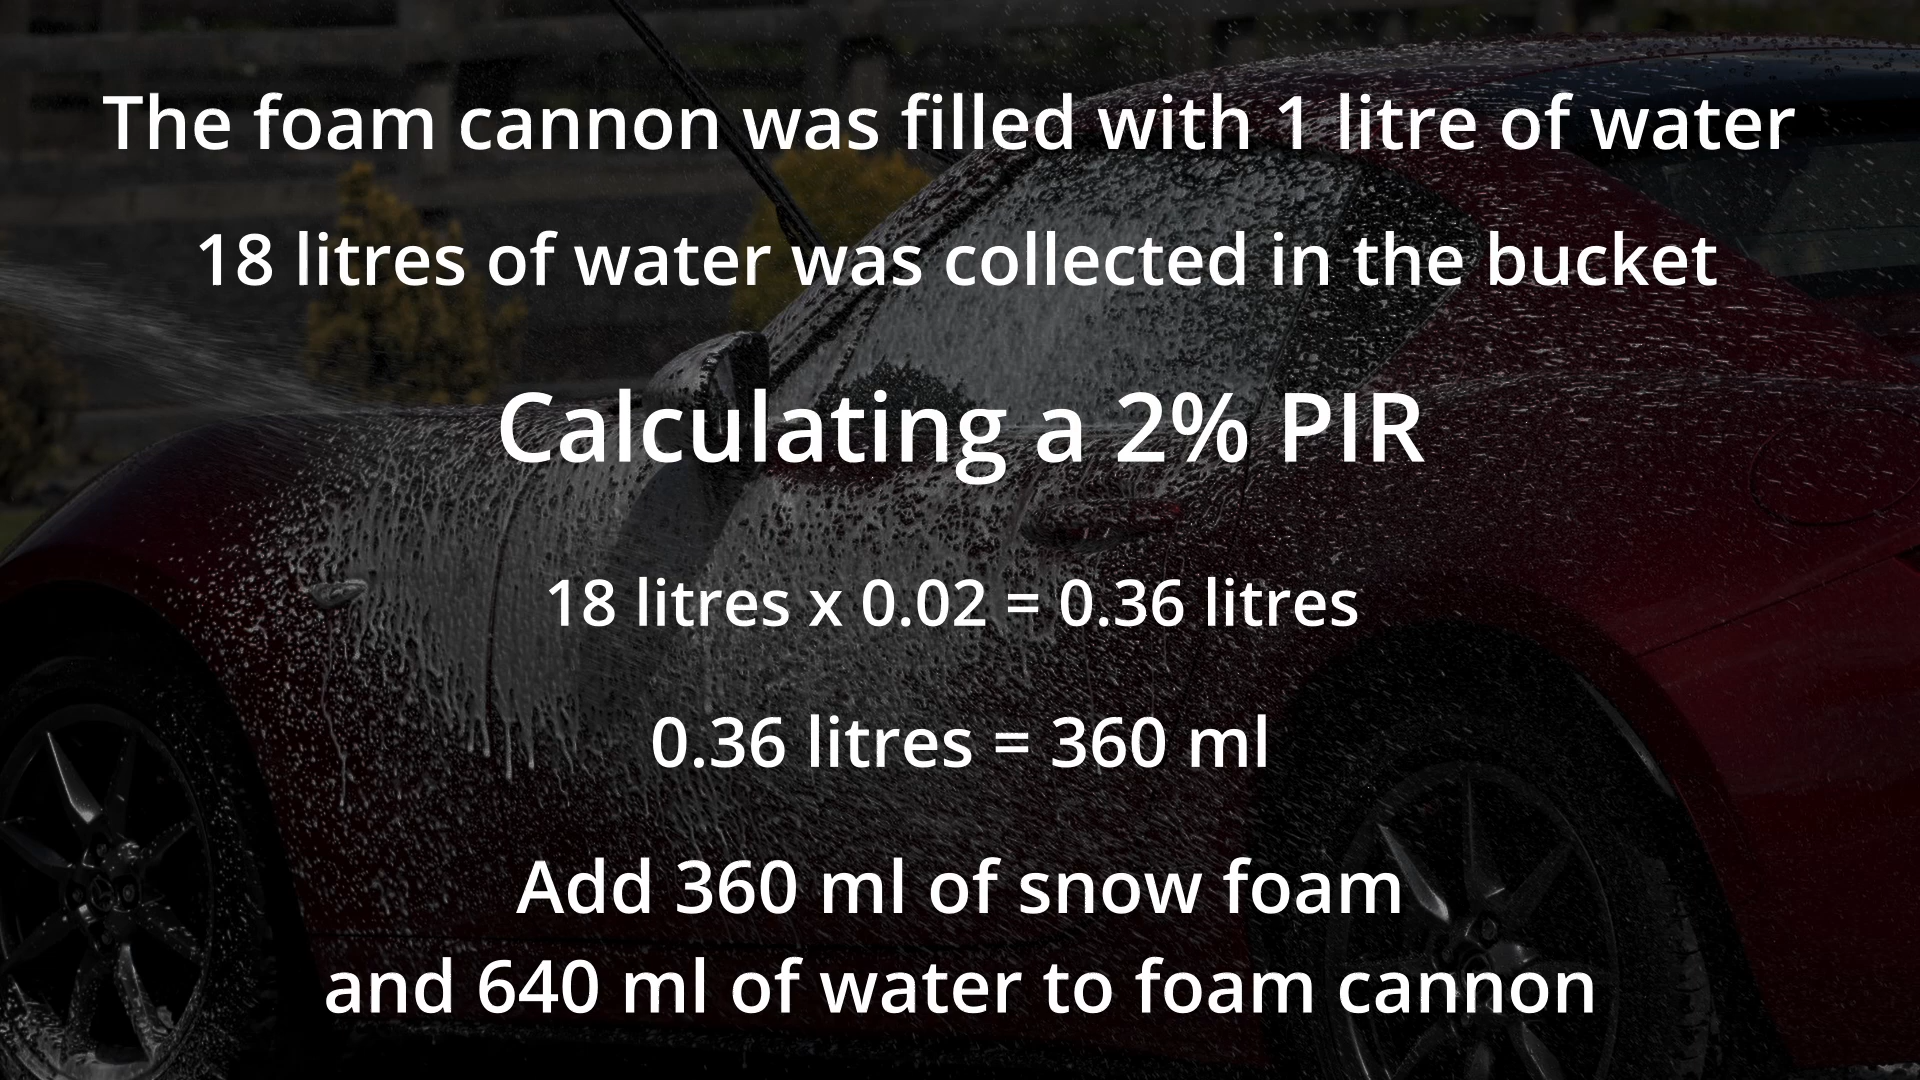 The foam cannon was filled with 1 litre of water
18 litres of water was collected in the bucket
Calculating a 2% PIR
18 litres x 0.02 = 0.36 litres
0.36 litres = 360 ml
Add 360 ml of snow foam
and 640 ml of water to foam cannon